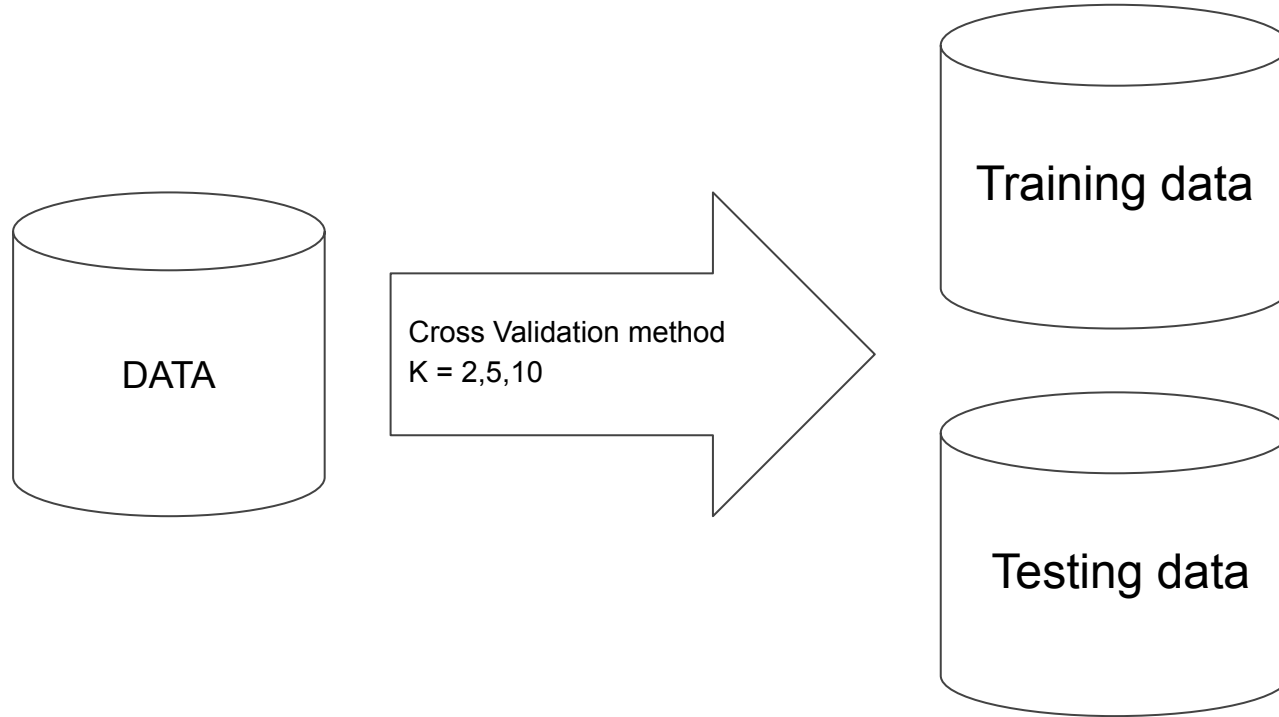 DATA
Cross Validation method
K = 2,5,10
Training data
Testing data